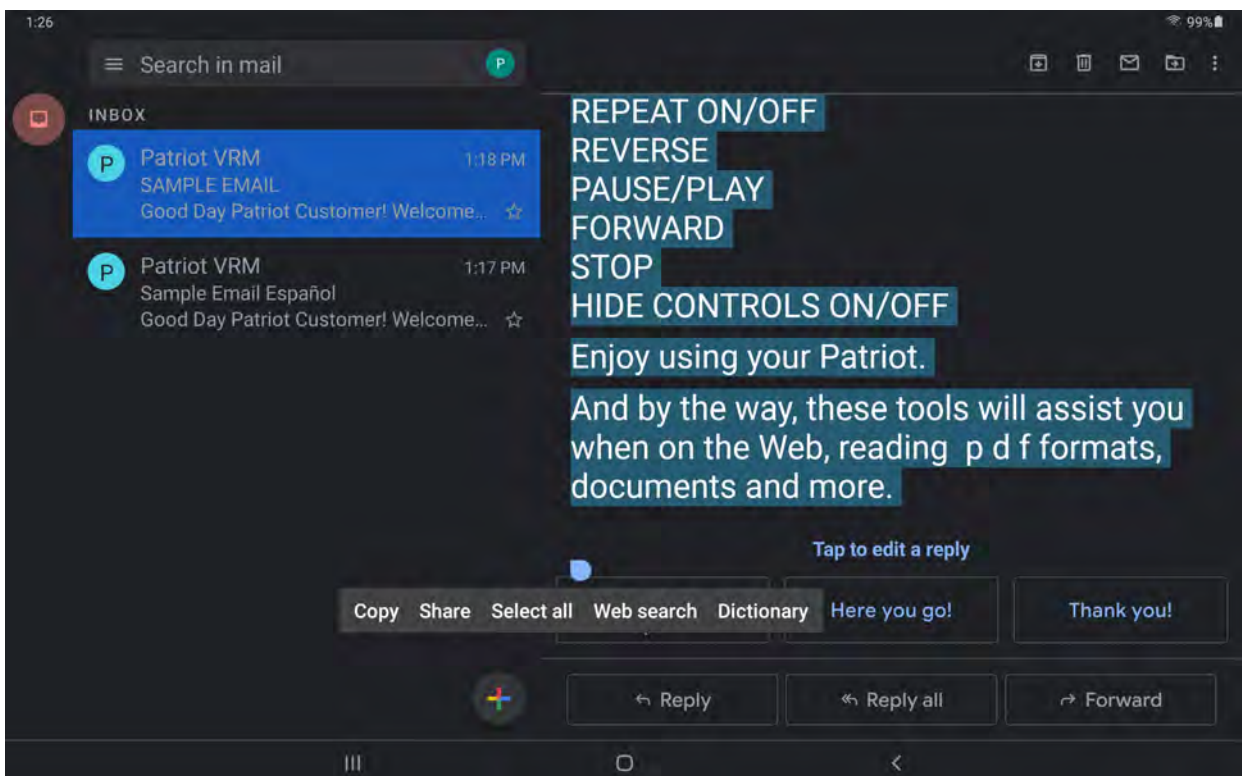 1:26
99%
Search in mail
P
INBOX
P
Patriot VRM
1:18 PM
SAMPLE EMAIL
Good Day Patriot Customer! Welcome...
P
Patriot VRM
1:17 PM
Sample Email Español
Good Day Patriot Customer! Welcome...
REPEAT ON/OFF
REVERSE
PAUSE/PLAY
FORWARD
STOP
HIDE CONTROLS ON/OFF
Enjoy using your Patriot.
And by the way, these tools will assist you
when on the Web, reading  p d f formats,
documents and more.
Tap to edit a reply
Copy Share Select all Web search Dictionary
Here you go!
Thank you!
Reply
Reply all
Forward